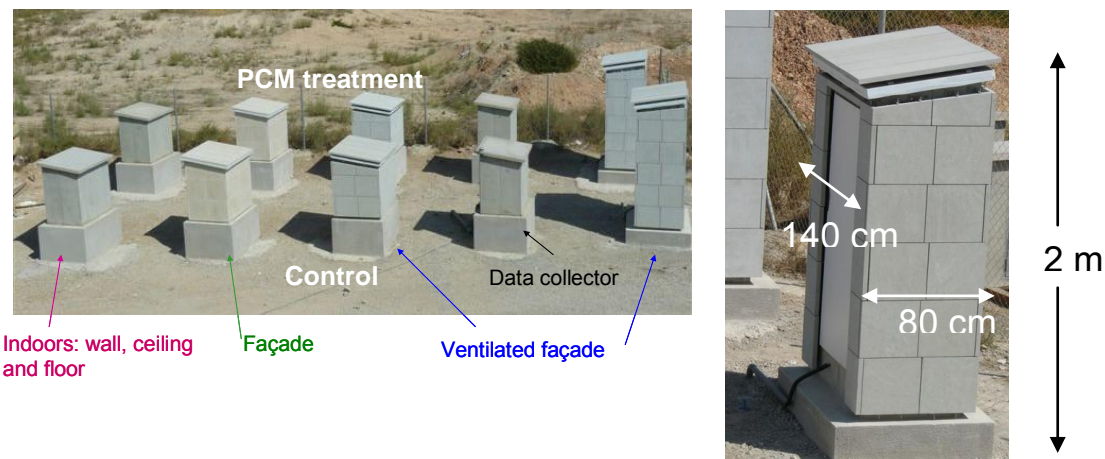 PCM treatment
Control
Data collector
Indoors: wall, ceiling
and floor
Façade
Ventilated façade
140 cm
80 cm
2 m